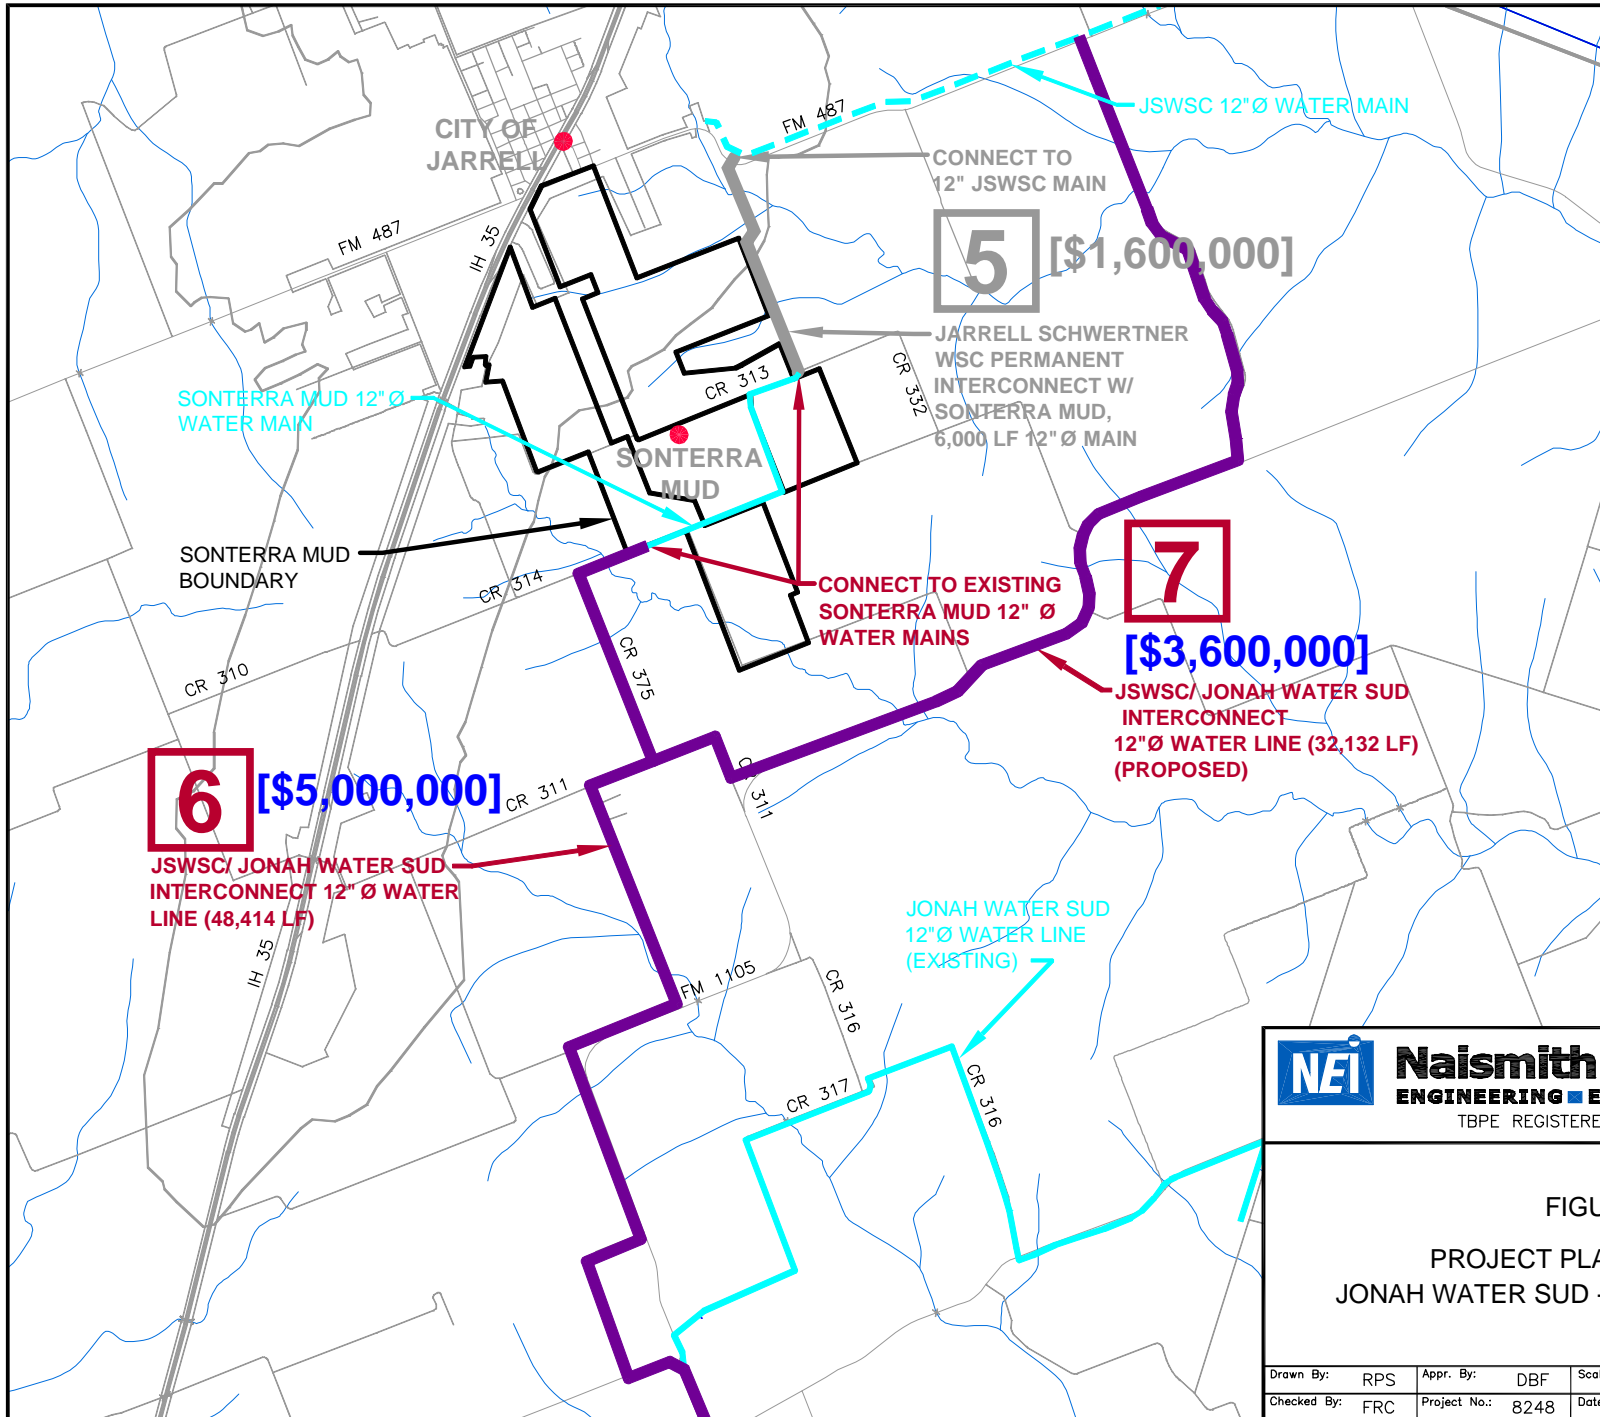 JSWSC 12"Ø WATER MAIN
FM 487
CITY OF
JARRELL
CONNECT TO
12" JSWSC MAIN
5
[$1,600,000]
FM 487
IH 35
JARRELL SCHWERTNER
WSC PERMANENT
INTERCONNECT W/
SONTERRA MUD,
6,000 LF 12"Ø MAIN
CR 332
CR 313
SONTERRA MUD 12"Ø
WATER MAIN
SONTERRA
MUD
SONTERRA MUD
BOUNDARY
CR 314
CONNECT TO EXISTING
SONTERRA MUD 12" Ø
WATER MAINS
7
[$3,600,000]
JSWSC/ JONAH WATER SUD
INTERCONNECT
12"Ø WATER LINE (32,132 LF)
(PROPOSED)
CR 375
CR 310
6
[$5,000,000]
CR 311
CR 311
JSWSC/ JONAH WATER SUD
INTERCONNECT 12" Ø WATER
LINE (48,414 LF)
IH 35
JONAH WATER SUD
12"Ø WATER LINE
(EXISTING)
FM 1105
CR 316
CR 317
CR 316
NEI
Naismith
ENGINEERING
TBPE REGISTERE
FIGU
PROJECT PLA
JONAH WATER SUD -
Drawn By: RPS Appr. By: DBF Scal
Checked By: FRC Project No.: 8248 Date